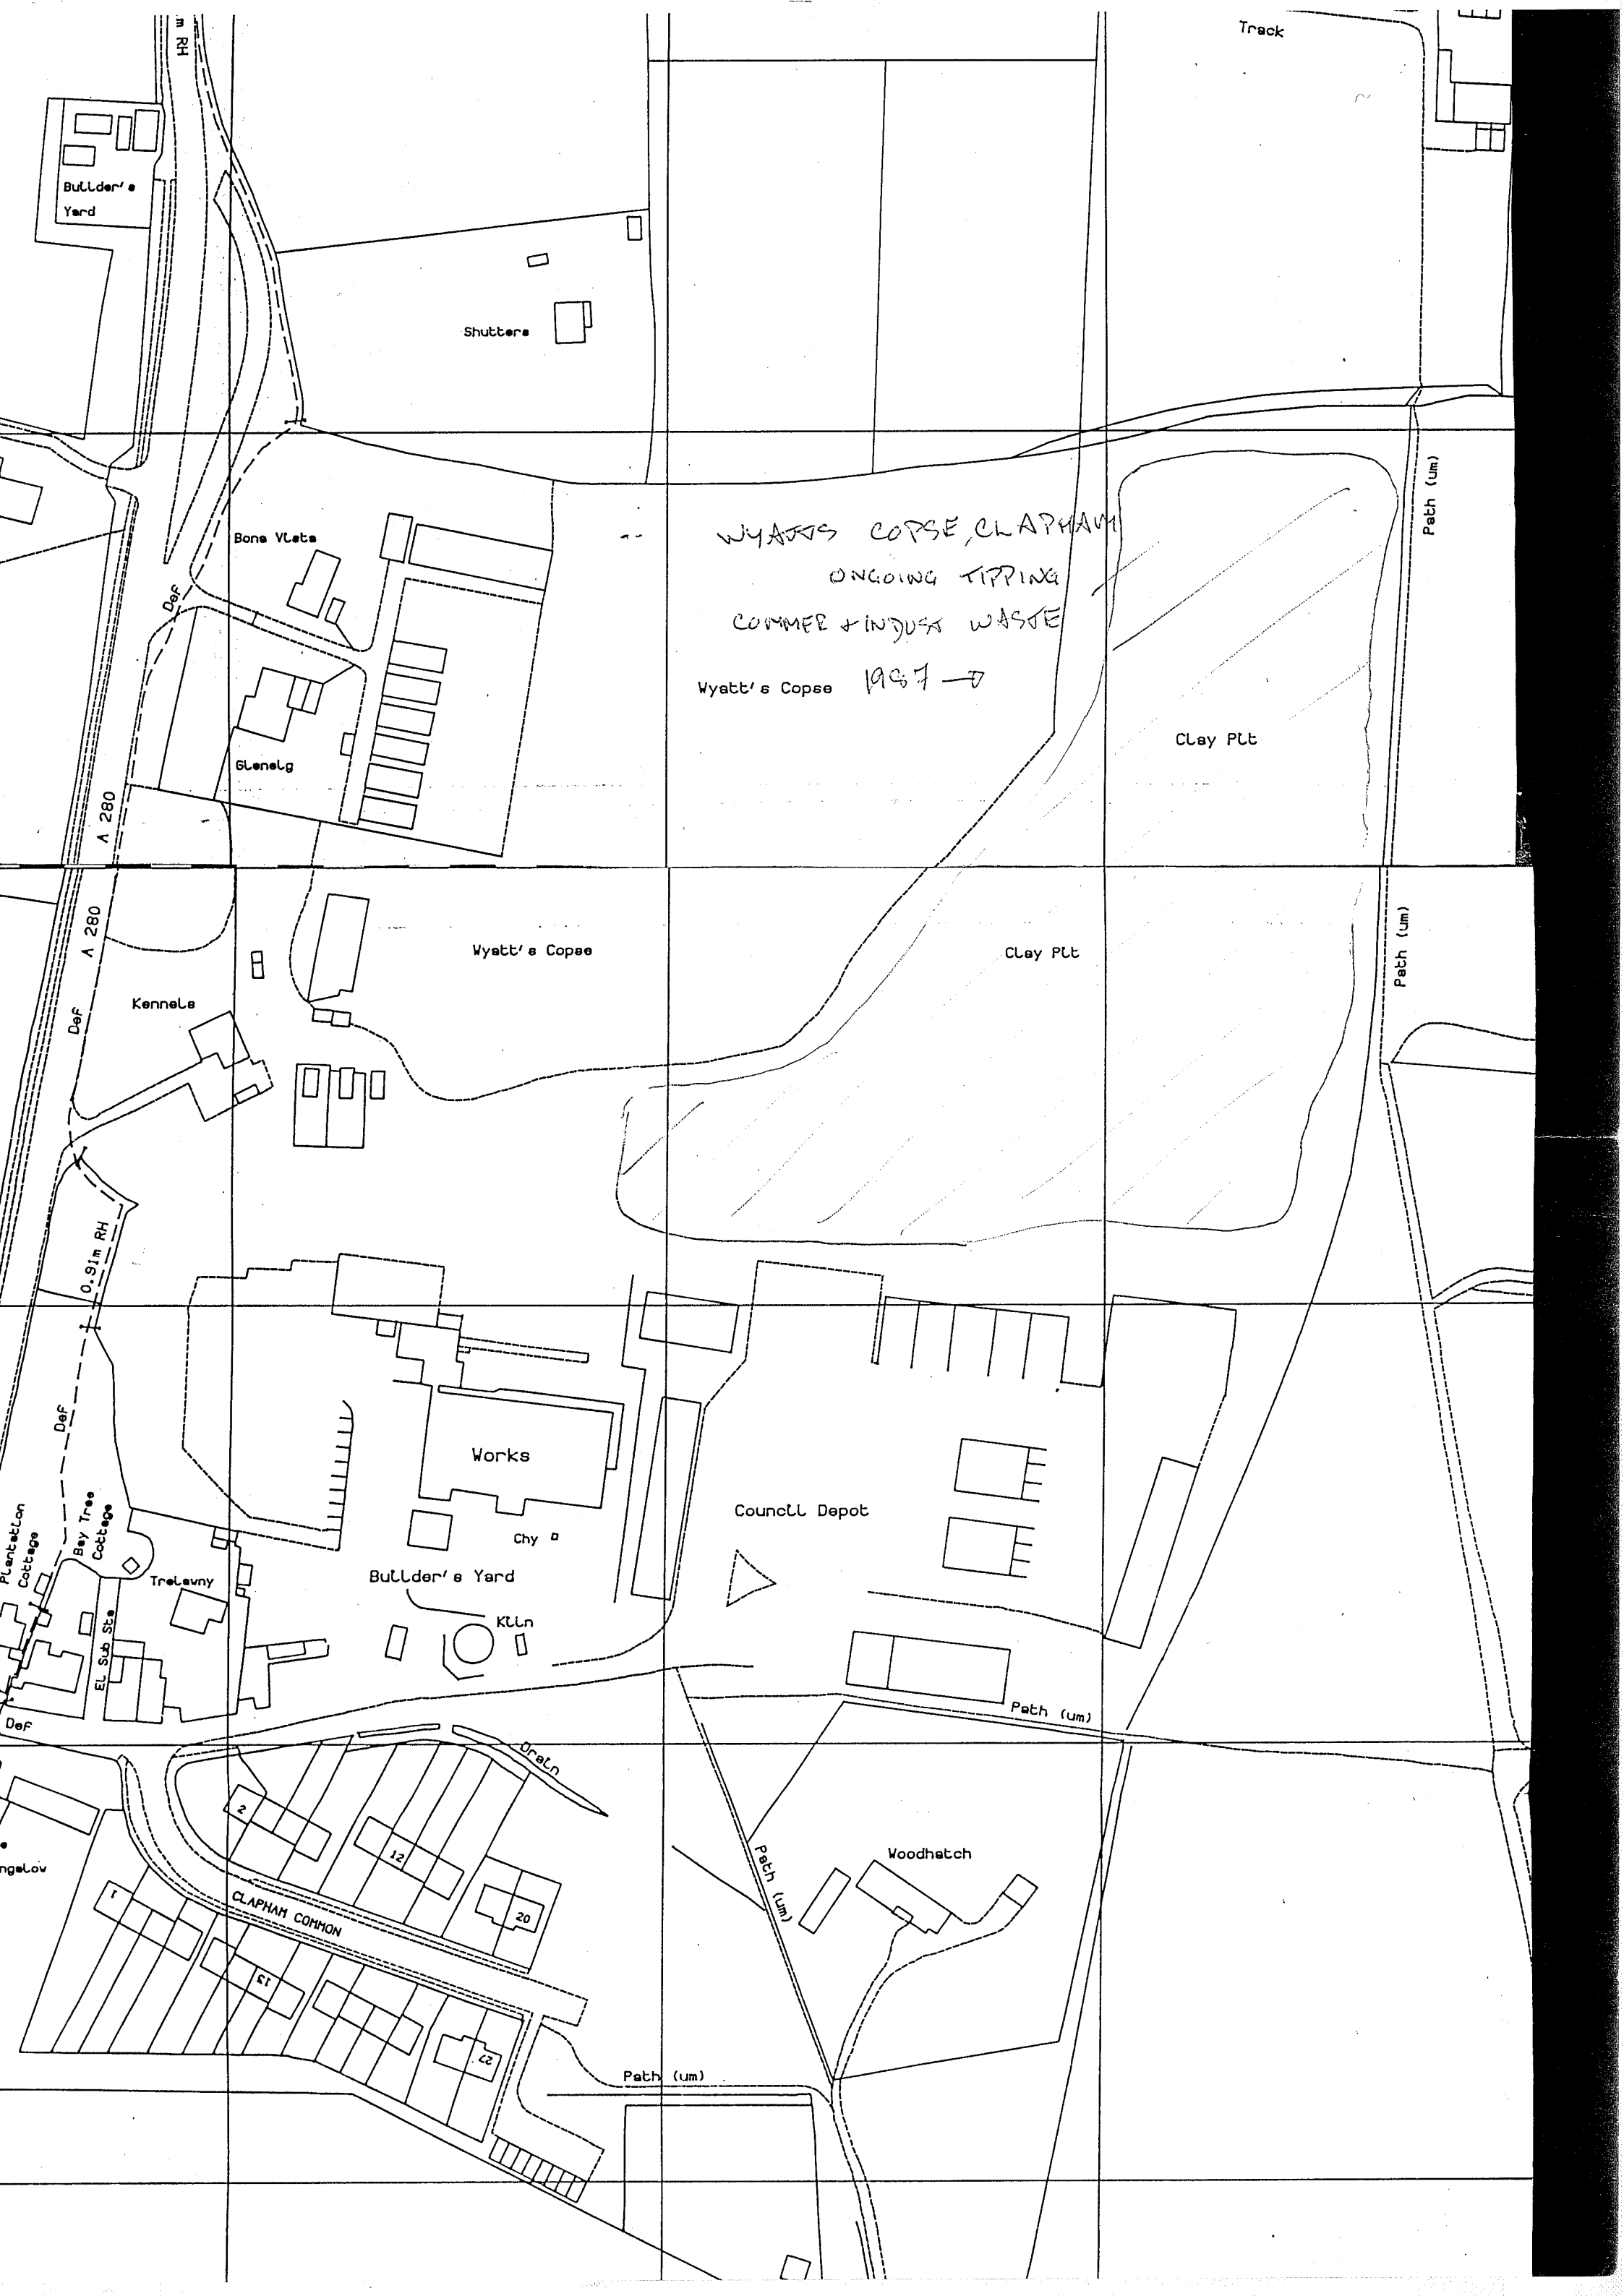 m RH
Track
Builder's
Yard
Shutters
Path (um)
Bona Vista
WYATTS COPSE, CLAPHAM
ONGOING TIPPING
COMMER & INDUST WASTE
Wyatt's Copse 1987 →
Def
Clay Pit
Glenelg
A 280
A 280
Wyatt's Copse
Clay Pit
Path (um)
Kennels
Def
0.91m RH
Def
Works
Council Depot
Chy
Plantation
Cottage
Bay Tree
Cottage
Trelawny
Builder's Yard
Kiln
El Sub Sta
Path (um)
Def
Drain
2
12
Path (um)
Woodhatch
ngalow
1
20
CLAPHAM COMMON
13
27
Path (um)